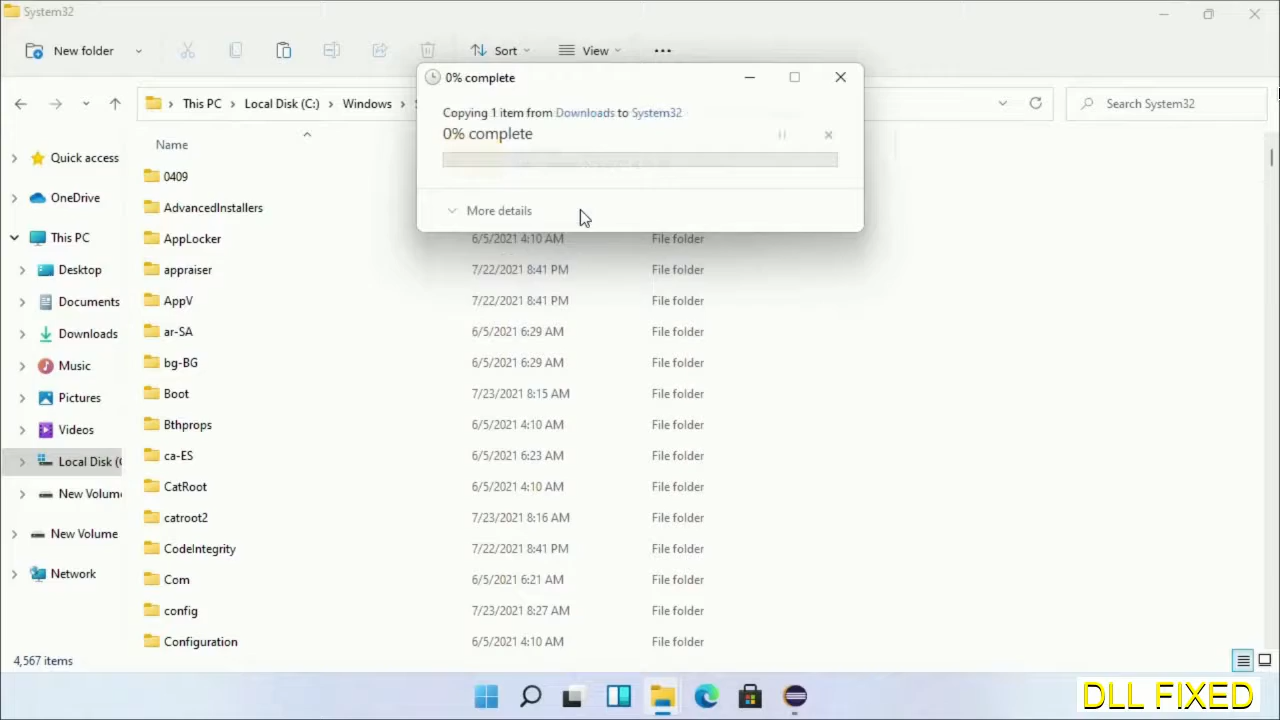 System32
New folder
Sort
View
0% complete
Copying 1 item from Downloads to System32
0% complete
More details
This PC
Local Disk (C:)
Windows
Search System32
Name
Quick access
OneDrive
This PC
Desktop
Documents
Downloads
Music
Pictures
Videos
Local Disk (
New Volum
New Volume
Network
0409
AdvancedInstallers
AppLocker 6/5/2021 4:10 AM File folder
appraiser 7/22/2021 8:41 PM File folder
AppV 7/22/2021 8:41 PM File folder
ar-SA 6/5/2021 6:29 AM File folder
bg-BG 6/5/2021 6:29 AM File folder
Boot 7/23/2021 8:15 AM File folder
Bthprops 6/5/2021 4:10 AM File folder
ca-ES 6/5/2021 6:23 AM File folder
CatRoot 6/5/2021 4:10 AM File folder
catroot2 7/23/2021 8:16 AM File folder
CodeIntegrity 7/22/2021 8:41 PM File folder
Com 6/5/2021 6:21 AM File folder
config 7/23/2021 8:27 AM File folder
Configuration 6/5/2021 4:10 AM File folder
4,567 items
DLL FIXED